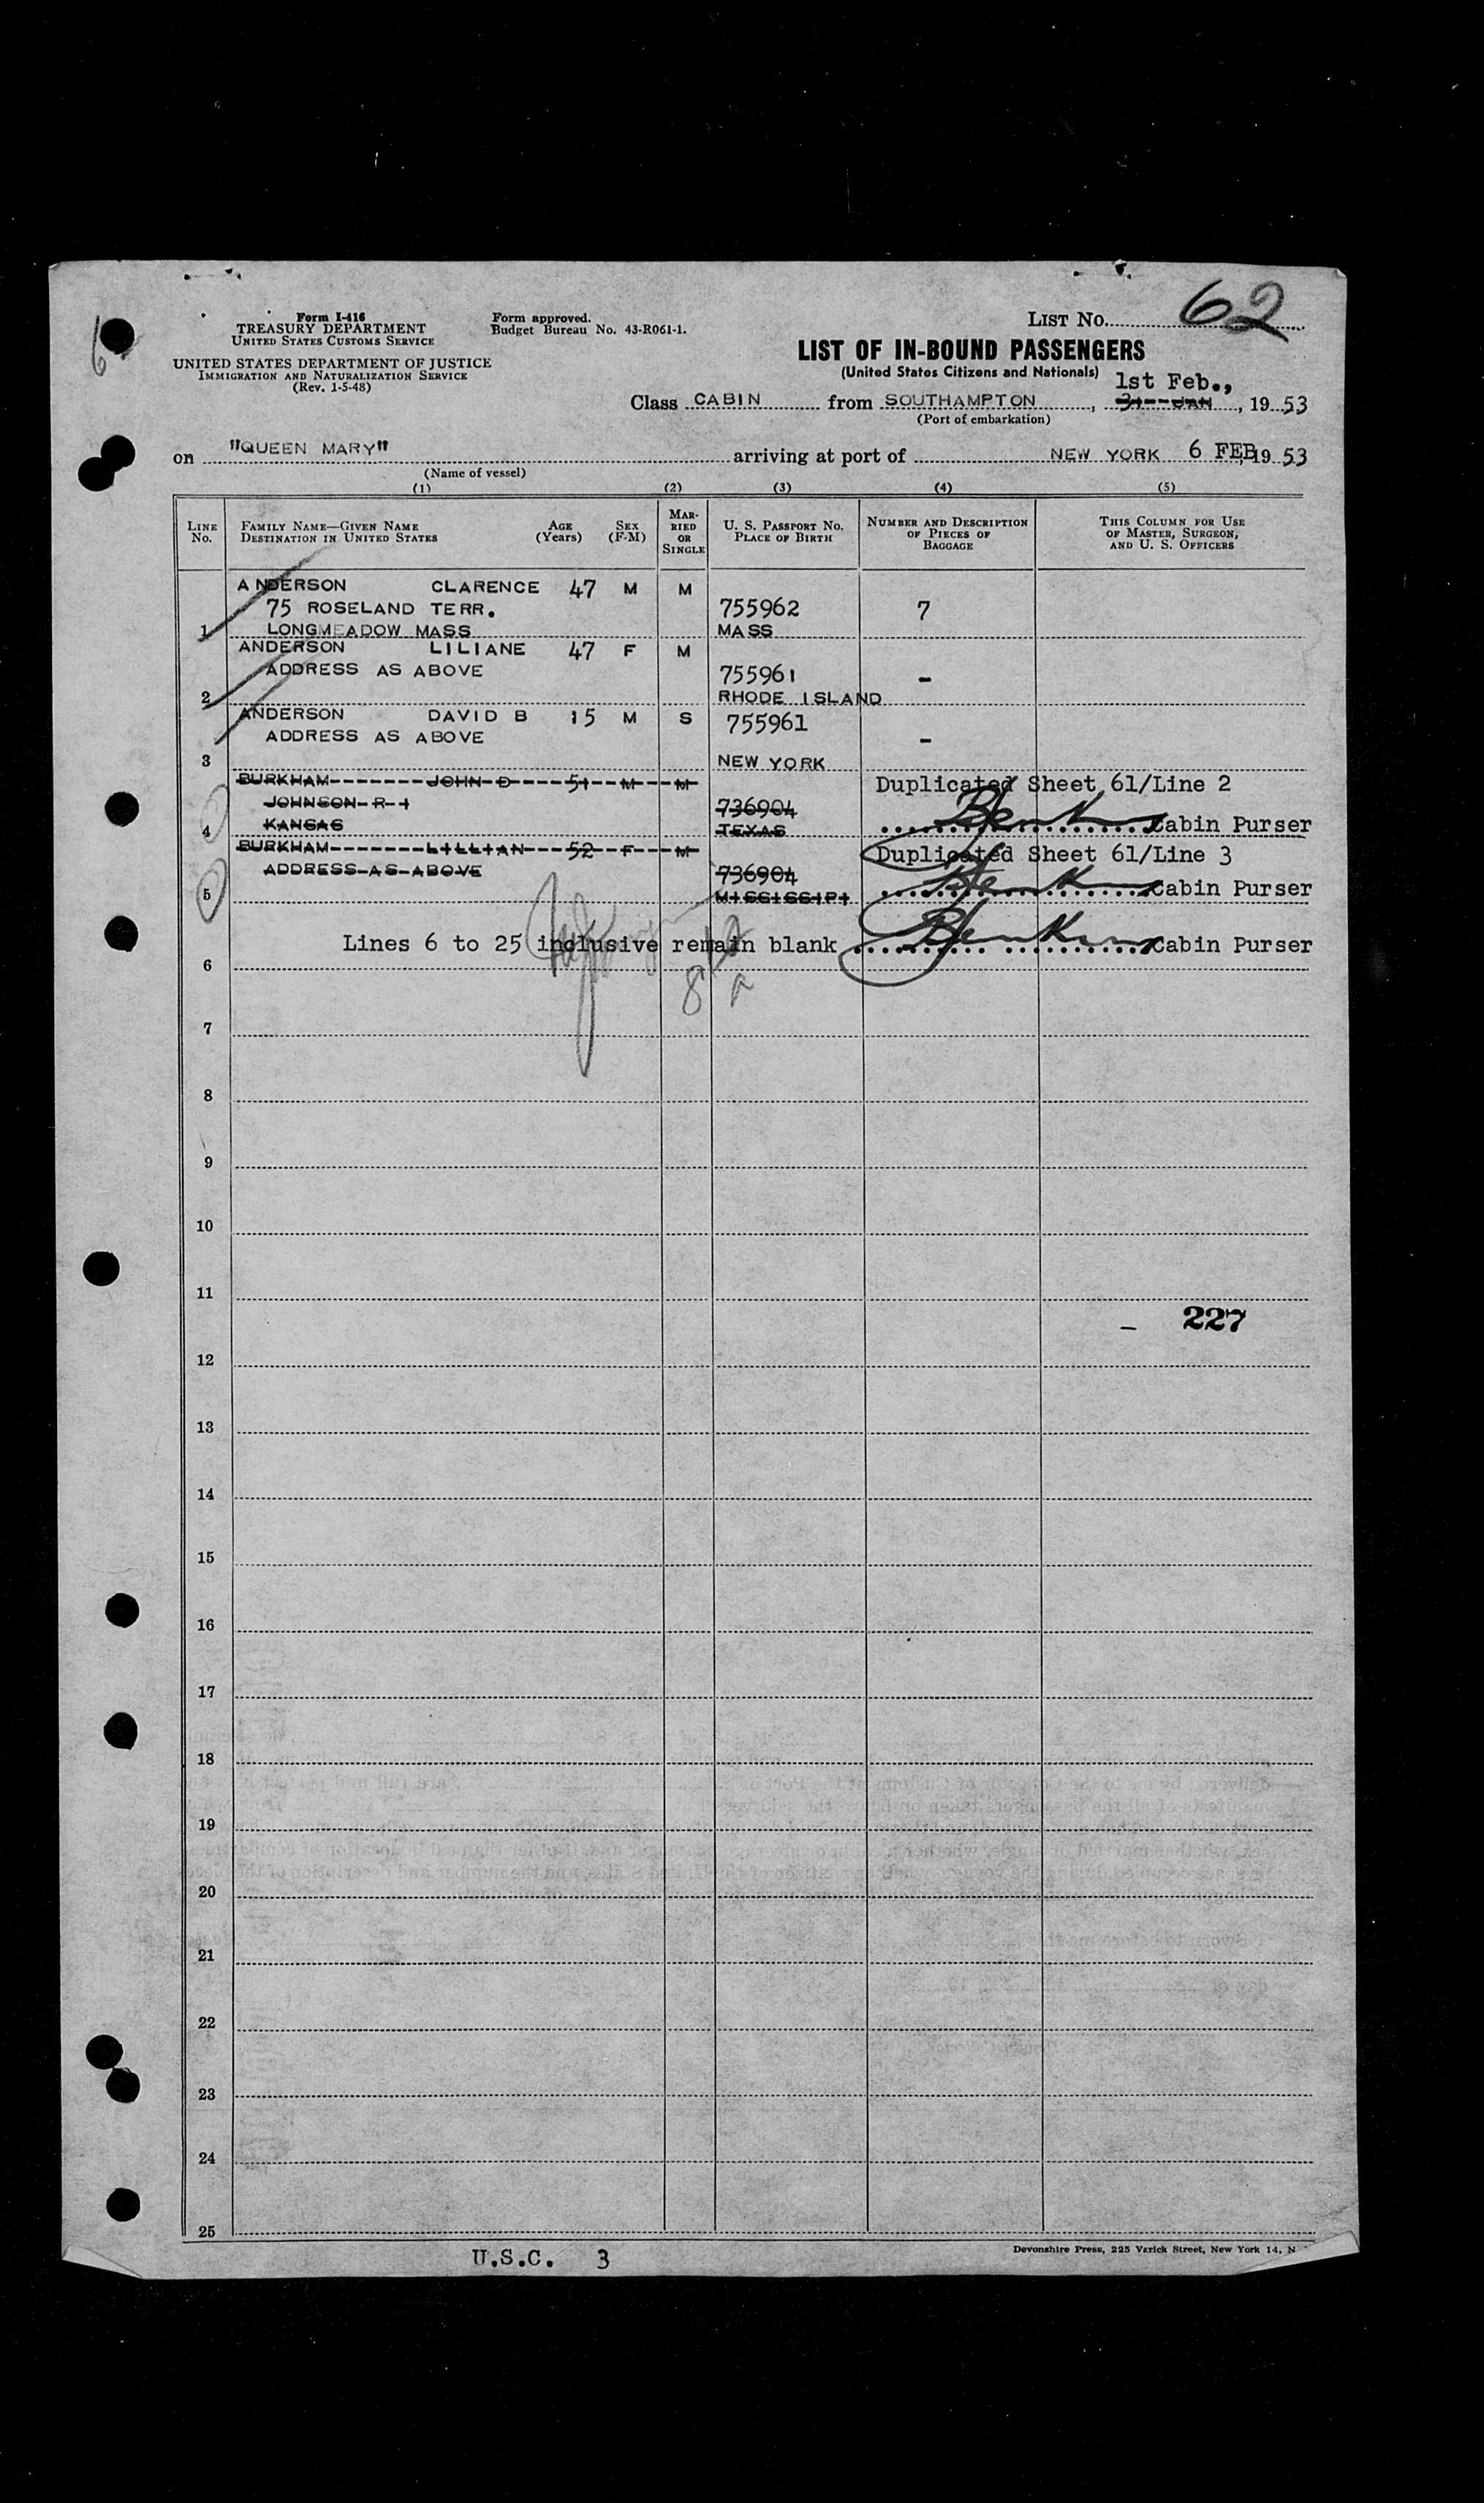 Form I-416
TREASURY DEPARTMENT
UNITED STATES CUSTOMS SERVICE
UNITED STATES DEPARTMENT OF JUSTICE
IMMIGRATION AND NATURALIZATION SERVICE
(Rev. 1-5-48)
Form approved.
Budget Bureau No. 43-R061-1.
LIST No. 62
LIST OF IN-BOUND PASSENGERS
(United States Citizens and Nationals)
1st Feb.,
Class CABIN from SOUTHAMPTON, 31 JAN, 1953
(Port of embarkation)
on "QUEEN MARY" arriving at port of NEW YORK 6 FEB, 1953
(Name of vessel)
(1) (2) (3) (4) (5)
LINE No. FAMILY NAME—GIVEN NAME DESTINATION IN UNITED STATES AGE (Years) SEX (F-M) MARRIED OR SINGLE U. S. PASSPORT NO. PLACE OF BIRTH NUMBER AND DESCRIPTION OF PIECES OF BAGGAGE THIS COLUMN FOR USE OF MASTER, SURGEON, AND U. S. OFFICERS
ANDERSON CLARENCE 47 M M
75 ROSELAND TERR. 755962 7
1 LONGMEADOW MASS MASS
ANDERSON LILIANE 47 F M
ADDRESS AS ABOVE 755961 -
2 RHODE ISLAND
ANDERSON DAVID B 15 M S 755961
ADDRESS AS ABOVE -
3 NEW YORK
BURKHAM JOHN D 51 M M Duplicated Sheet 61/Line 2
JOHNSON R 1 736904
4 KANSAS TEXAS Cabin Purser
BURKHAM LILLIAN 52 F M Duplicated Sheet 61/Line 3
ADDRESS AS ABOVE 736904
5 MISSISSIPI Cabin Purser
Lines 6 to 25 inclusive remain blank Cabin Purser
6
7
8
9
10
11
227
12
13
14
15
16
17
18
19
20
21
22
23
24
25
U.S.C. 3
Devonshire Press, 225 Varick Street, New York 14, N